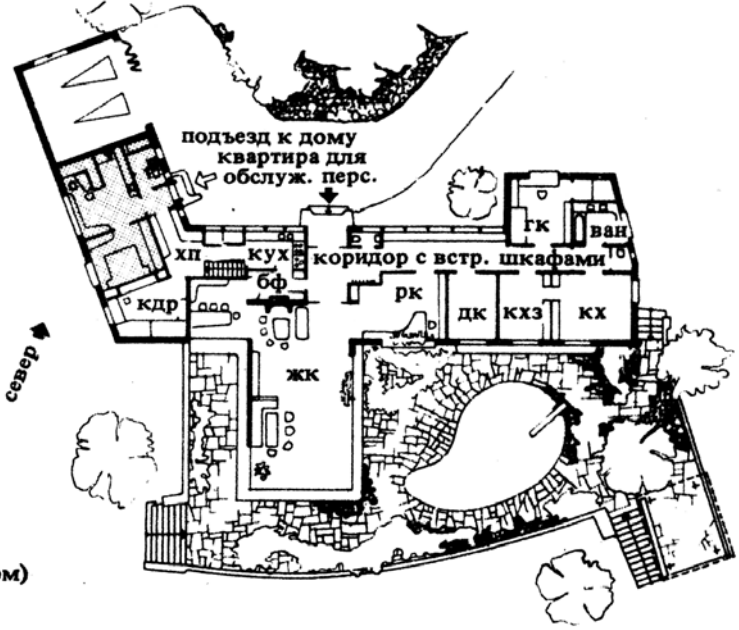 подъезд к дому
квартира для
обслуж. перс.
гк
ван
хп
кух
коридор с встр. шкафами
бф
кдр
рк
дк
кхз
кх
север
жк
ом)